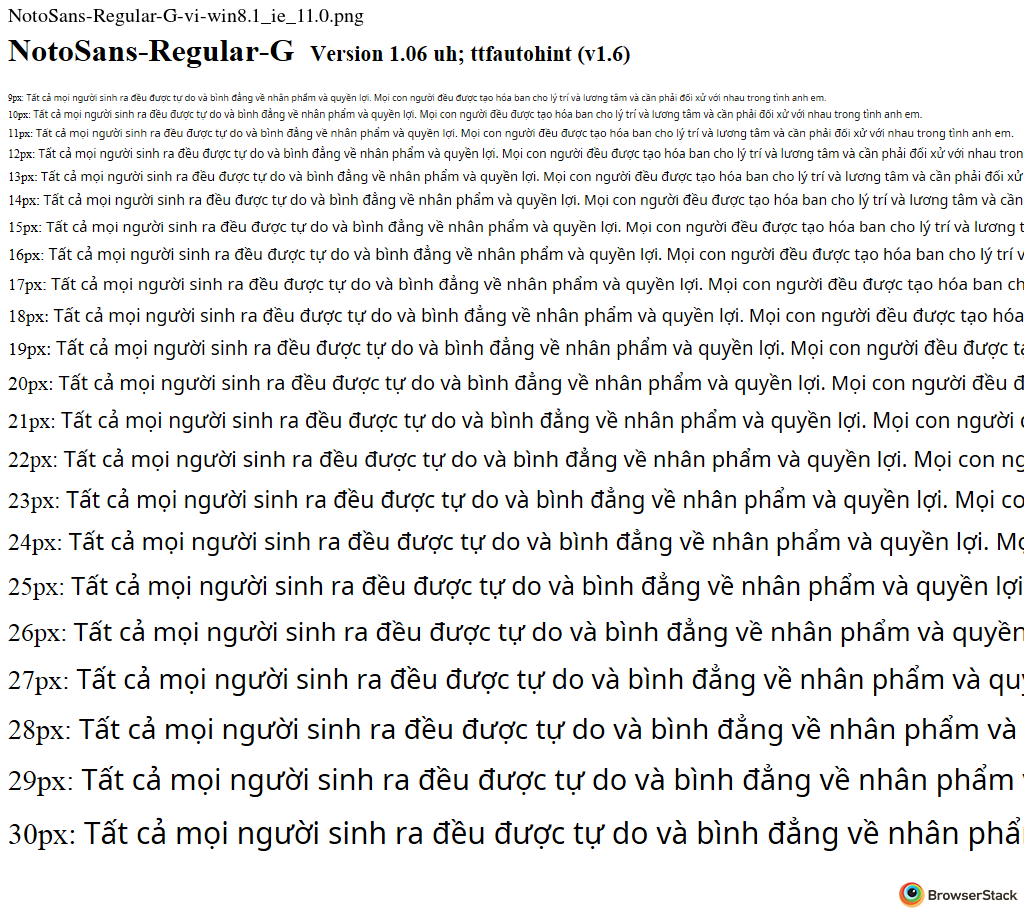 NotoSans-Regular-G-vi-win8.1_ie_11.0.png
NotoSans-Regular-G Version 1.06 uh; ttfautohint (v1.6)
9px: Tất cả mọi người sinh ra đều được tự do và bình đẳng về nhân phẩm và quyền lợi. Mọi con người đều được tạo hóa ban cho lý trí và lương tâm và cần phải đối xử với nhau trong tình anh em.
10px: Tất cả mọi người sinh ra đều được tự do và bình đẳng về nhân phẩm và quyền lợi. Mọi con người đều được tạo hóa ban cho lý trí và lương tâm và cần phải đối xử với nhau trong tình anh em.
11px: Tất cả mọi người sinh ra đều được tự do và bình đẳng về nhân phẩm và quyền lợi. Mọi con người đều được tạo hóa ban cho lý trí và lương tâm và cần phải đối xử với nhau trong tình anh em.
12px: Tất cả mọi người sinh ra đều được tự do và bình đẳng về nhân phẩm và quyền lợi. Mọi con người đều được tạo hóa ban cho lý trí và lương tâm và cần phải đối xử với nhau tron
13px: Tất cả mọi người sinh ra đều được tự do và bình đẳng về nhân phẩm và quyền lợi. Mọi con người đều được tạo hóa ban cho lý trí và lương tâm và cần phải đối xử
14px: Tất cả mọi người sinh ra đều được tự do và bình đẳng về nhân phẩm và quyền lợi. Mọi con người đều được tạo hóa ban cho lý trí và lương tâm và cần
15px: Tất cả mọi người sinh ra đều được tự do và bình đẳng về nhân phẩm và quyền lợi. Mọi con người đều được tạo hóa ban cho lý trí và lương t
16px: Tất cả mọi người sinh ra đều được tự do và bình đẳng về nhân phẩm và quyền lợi. Mọi con người đều được tạo hóa ban cho lý trí v
17px: Tất cả mọi người sinh ra đều được tự do và bình đẳng về nhân phẩm và quyền lợi. Mọi con người đều được tạo hóa ban ch
18px: Tất cả mọi người sinh ra đều được tự do và bình đẳng về nhân phẩm và quyền lợi. Mọi con người đều được tạo hóa
19px: Tất cả mọi người sinh ra đều được tự do và bình đẳng về nhân phẩm và quyền lợi. Mọi con người đều được tạ
20px: Tất cả mọi người sinh ra đều được tự do và bình đẳng về nhân phẩm và quyền lợi. Mọi con người đều đ
21px: Tất cả mọi người sinh ra đều được tự do và bình đẳng về nhân phẩm và quyền lợi. Mọi con người
22px: Tất cả mọi người sinh ra đều được tự do và bình đẳng về nhân phẩm và quyền lợi. Mọi con ng
23px: Tất cả mọi người sinh ra đều được tự do và bình đẳng về nhân phẩm và quyền lợi. Mọi co
24px: Tất cả mọi người sinh ra đều được tự do và bình đẳng về nhân phẩm và quyền lợi. Mọ
25px: Tất cả mọi người sinh ra đều được tự do và bình đẳng về nhân phẩm và quyền lợi
26px: Tất cả mọi người sinh ra đều được tự do và bình đẳng về nhân phẩm và quyền
27px: Tất cả mọi người sinh ra đều được tự do và bình đẳng về nhân phẩm và quy
28px: Tất cả mọi người sinh ra đều được tự do và bình đẳng về nhân phẩm và
29px: Tất cả mọi người sinh ra đều được tự do và bình đẳng về nhân phẩm
30px: Tất cả mọi người sinh ra đều được tự do và bình đẳng về nhân phẩ
BrowserStack